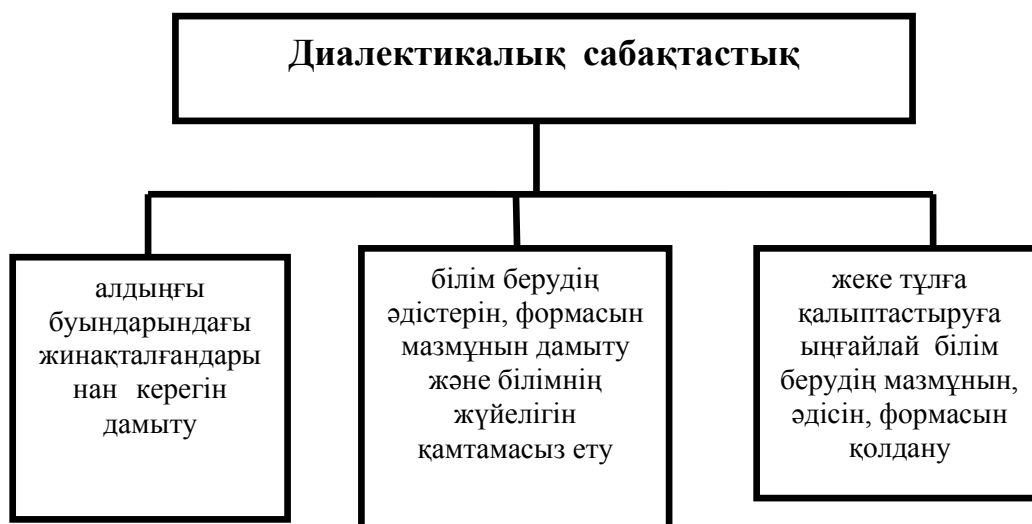 Диалектикалық сабақтастық
алдыңғы
буындарындағы
жинақталғандары
нан керегін
дамыту
білім берудің
әдістерін, формасын
мазмұнын дамыту
және білімнің
жүйелігін
қамтамасыз ету
жеке тұлға
қалыптастыруға
ыңғайлай білім
берудің мазмұнын,
әдісін, формасын
қолдану